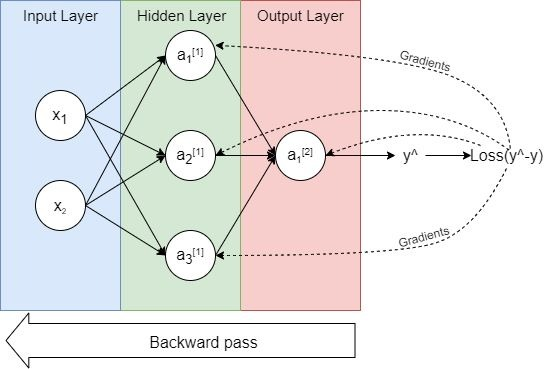 Input Layer
Hidden Layer
Output Layer
a₁[1]
Gradients
x₁
a₂[1]
a₁[2]
y^
Loss(y^-y)
x₂
a₃[1]
Gradients
Backward pass